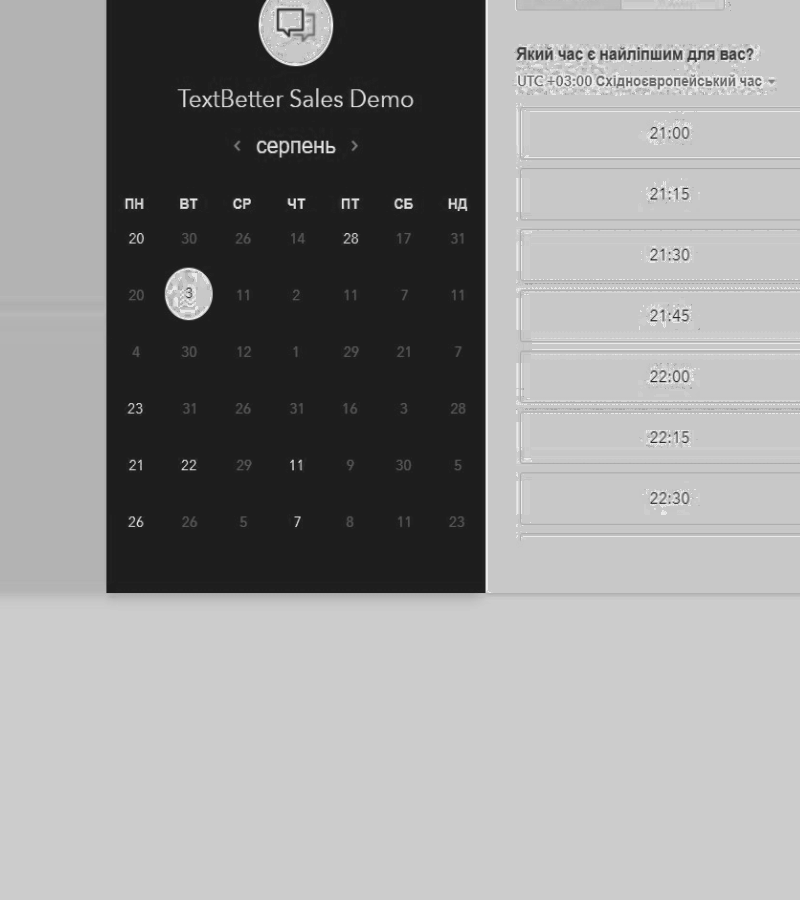 TextBetter Sales Demo
серпень
ПН ВТ СР ЧТ ПТ СБ НД
20 30 26 14 28 17 31
20 3 11 2 11 7 11
4 30 12 1 29 21 7
23 31 26 31 16 3 28
21 22 29 11 9 30 5
26 26 5 7 8 11 23
Який час є найліпшим для вас?
UTC +03:00 Східноєвропейський час
21:00
21:15
21:30
21:45
22:00
22:15
22:30